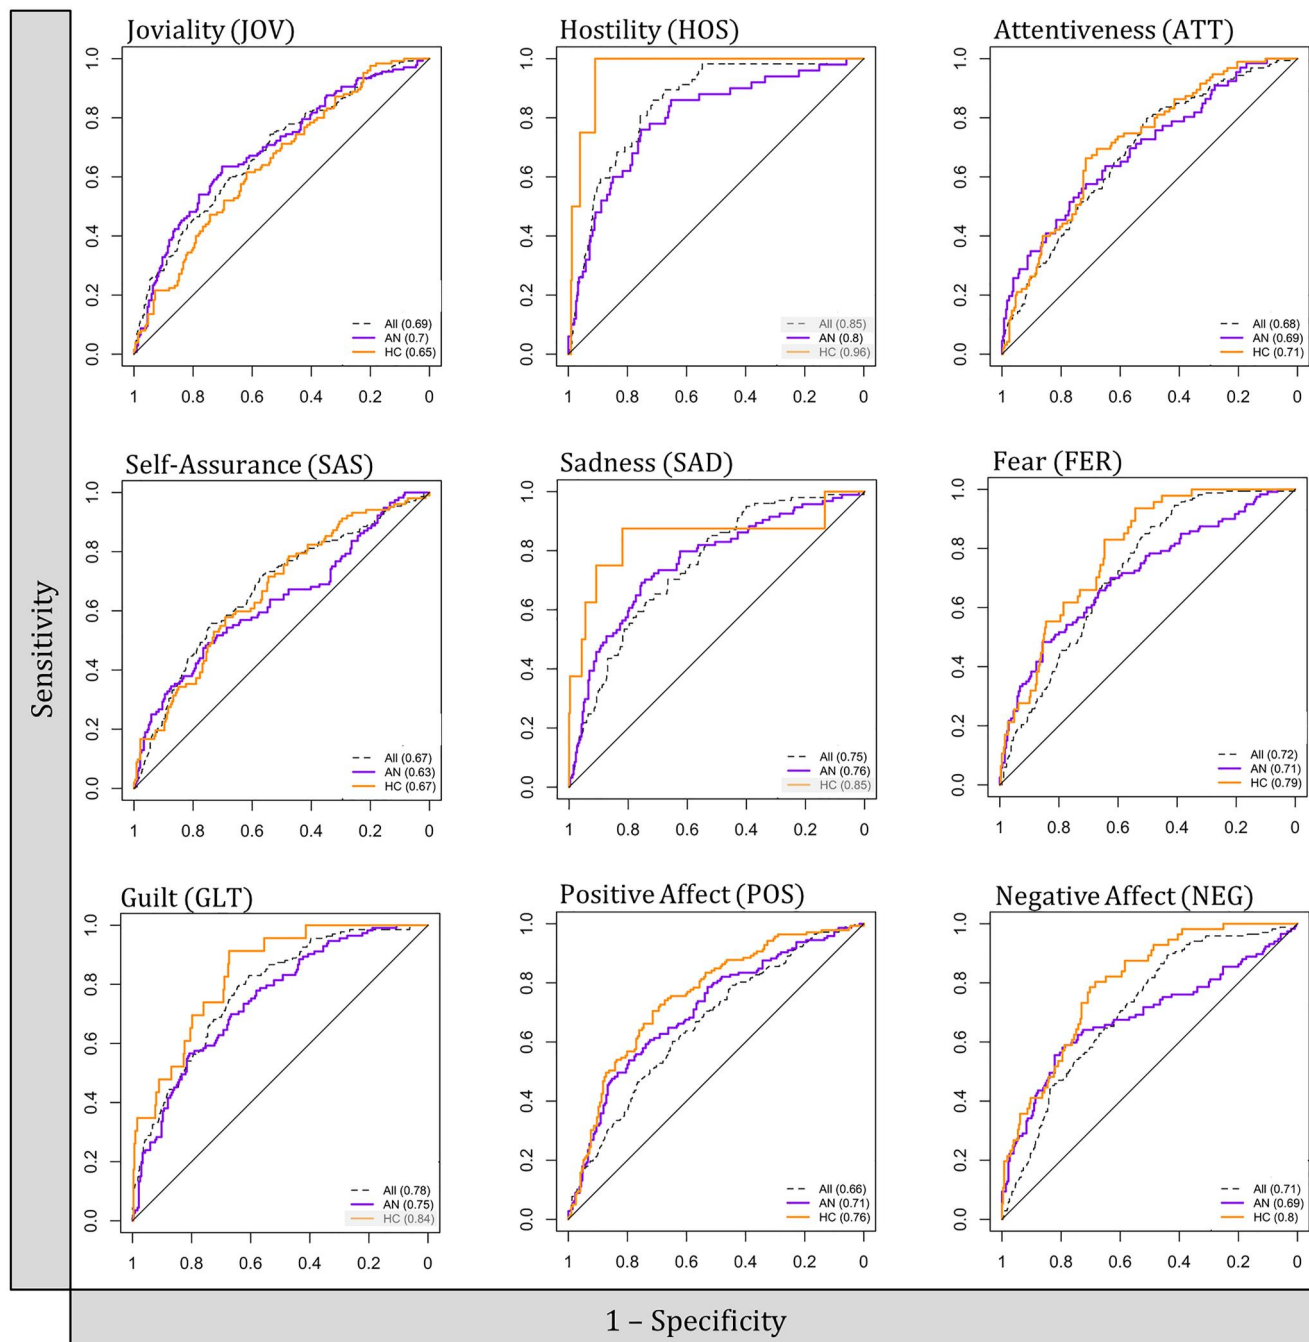 Sensitivity
Joviality (JOV)
1.0
0.8
0.6
0.4
0.2
0.0
All (0.69)
AN (0.7)
HC (0.65)
1 0.8 0.6 0.4 0.2 0
Hostility (HOS)
1.0
0.8
0.6
0.4
0.2
0.0
All (0.85)
AN (0.8)
HC (0.96)
1 0.8 0.6 0.4 0.2 0
Attentiveness (ATT)
1.0
0.8
0.6
0.4
0.2
0.0
All (0.68)
AN (0.69)
HC (0.71)
1 0.8 0.6 0.4 0.2 0
Self-Assurance (SAS)
1.0
0.8
0.6
0.4
0.2
0.0
All (0.67)
AN (0.63)
HC (0.67)
1 0.8 0.6 0.4 0.2 0
Sadness (SAD)
1.0
0.8
0.6
0.4
0.2
0.0
All (0.75)
AN (0.76)
HC (0.85)
1 0.8 0.6 0.4 0.2 0
Fear (FER)
1.0
0.8
0.6
0.4
0.2
0.0
All (0.72)
AN (0.71)
HC (0.79)
1 0.8 0.6 0.4 0.2 0
Guilt (GLT)
1.0
0.8
0.6
0.4
0.2
0.0
All (0.78)
AN (0.75)
HC (0.84)
1 0.8 0.6 0.4 0.2 0
Positive Affect (POS)
1.0
0.8
0.6
0.4
0.2
0.0
All (0.66)
AN (0.71)
HC (0.76)
1 0.8 0.6 0.4 0.2 0
Negative Affect (NEG)
1.0
0.8
0.6
0.4
0.2
0.0
All (0.71)
AN (0.69)
HC (0.8)
1 0.8 0.6 0.4 0.2 0
1 – Specificity